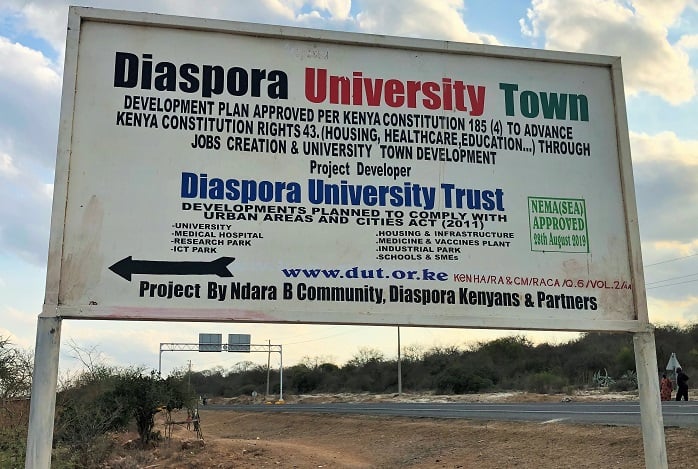 Diaspora University Town
DEVELOPMENT PLAN APPROVED PER KENYA CONSTITUTION 185 (4) TO ADVANCE
KENYA CONSTITUTION RIGHTS 43.(HOUSING, HEALTHCARE,EDUCATION...) THROUGH
JOBS CREATION & UNIVERSITY TOWN DEVELOPMENT
Project Developer
Diaspora University Trust
DEVELOPMENTS PLANNED TO COMPLY WITH
URBAN AREAS AND CITIES ACT (2011)
-UNIVERSITY
-MEDICAL HOSPITAL
-RESEARCH PARK
-ICT PARK
-HOUSING & INFRASTRUCTURE
-MEDICINE & VACCINES PLANT
-INDUSTRIAL PARK
-SCHOOLS & SMEs
NEMA(SEA)
APPROVED
28th August 2019
www.dut.or.ke
KENHA/RA&CM/RACA/Q.6/VOL.2/
Project By Ndara B Community, Diaspora Kenyans & Partners